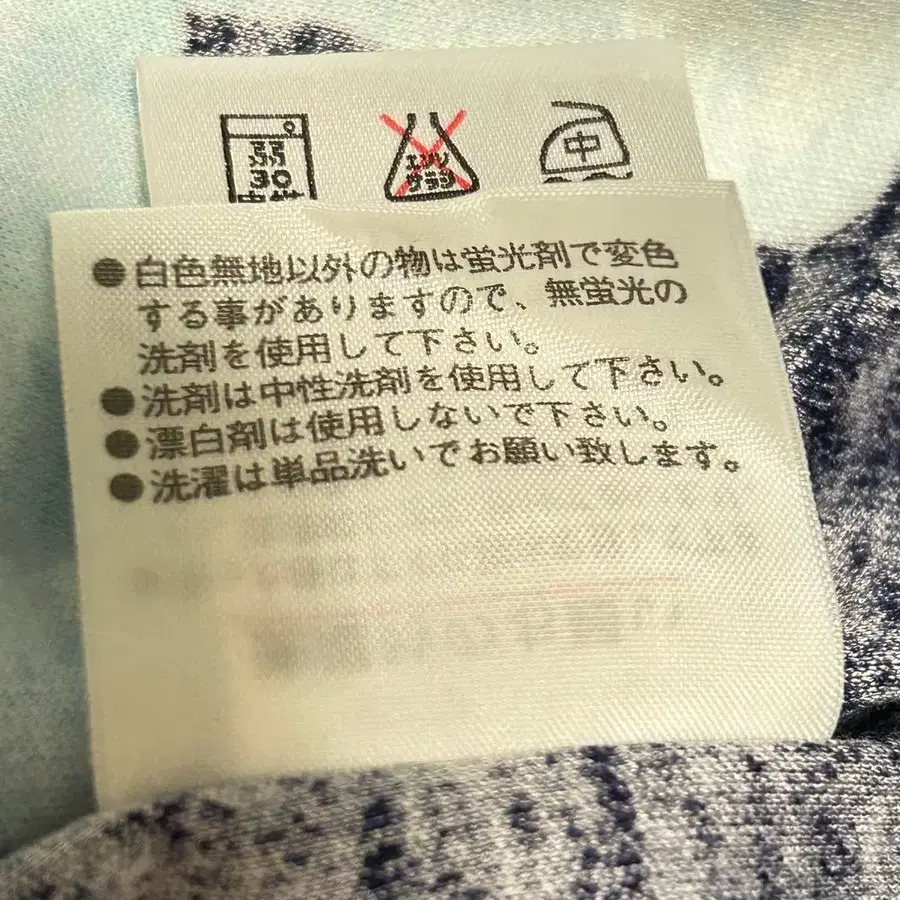 弱
30
中性
エンソ
サラシ
中
●白色無地以外の物は蛍光剤で変色
する事がありますので、無蛍光の
洗剤を使用して下さい。
●洗剤は中性洗剤を使用して下さい。
●漂白剤は使用しないで下さい。
●洗濯は単品洗いでお願い致します。